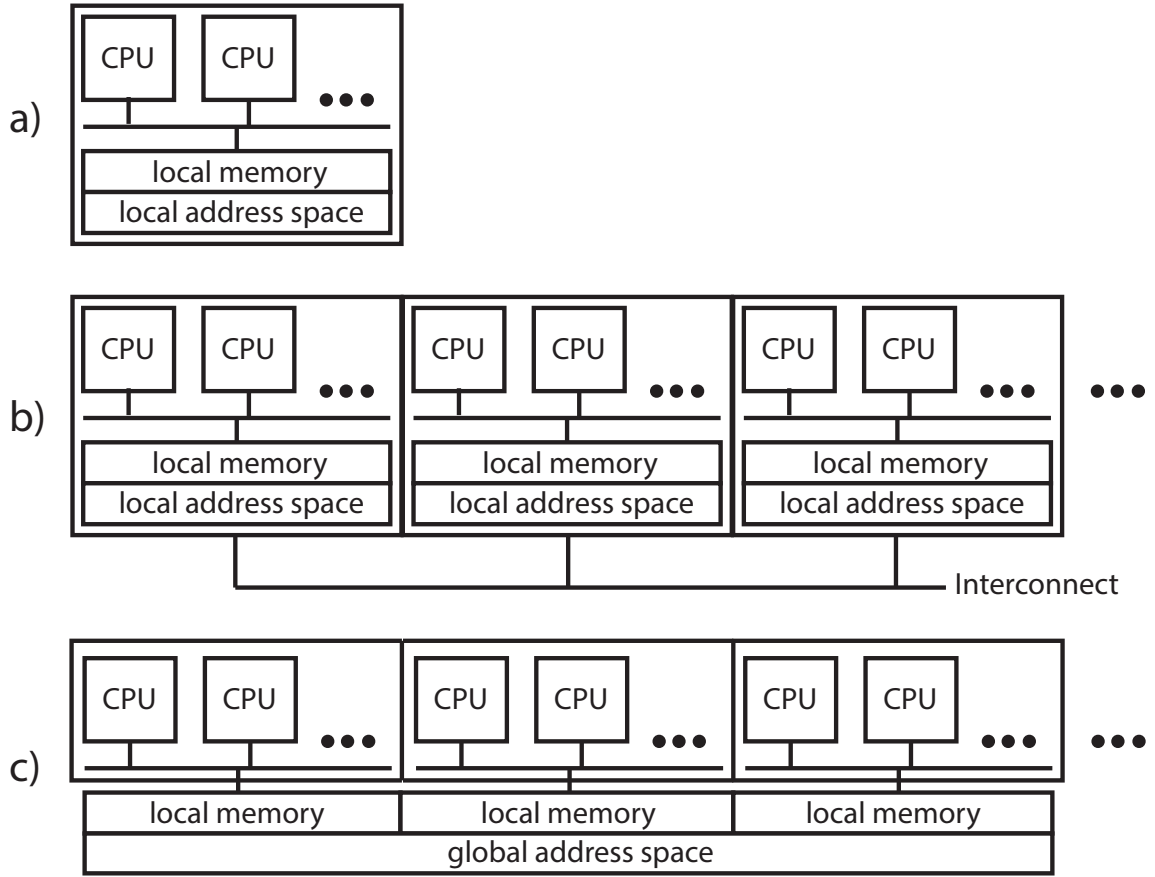 CPU CPU
a)
local memory
local address space
CPU CPU CPU CPU CPU CPU
b)
local memory local memory local memory
local address space local address space local address space
Interconnect
CPU CPU CPU CPU CPU CPU
c)
local memory local memory local memory
global address space